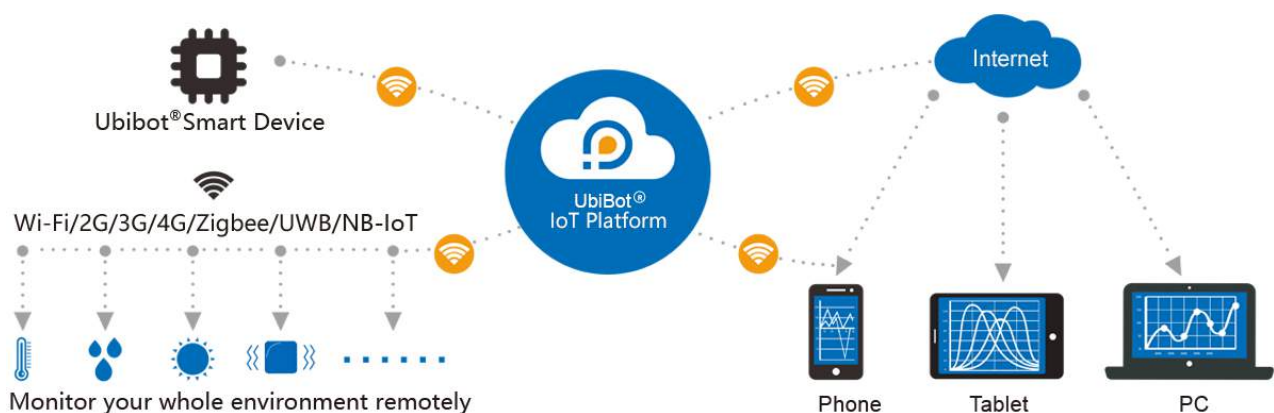 Ubibot® Smart Device
Wi-Fi/2G/3G/4G/Zigbee/UWB/NB-IoT
Monitor your whole environment remotely
UbiBot®
IoT Platform
Internet
Phone
Tablet
PC